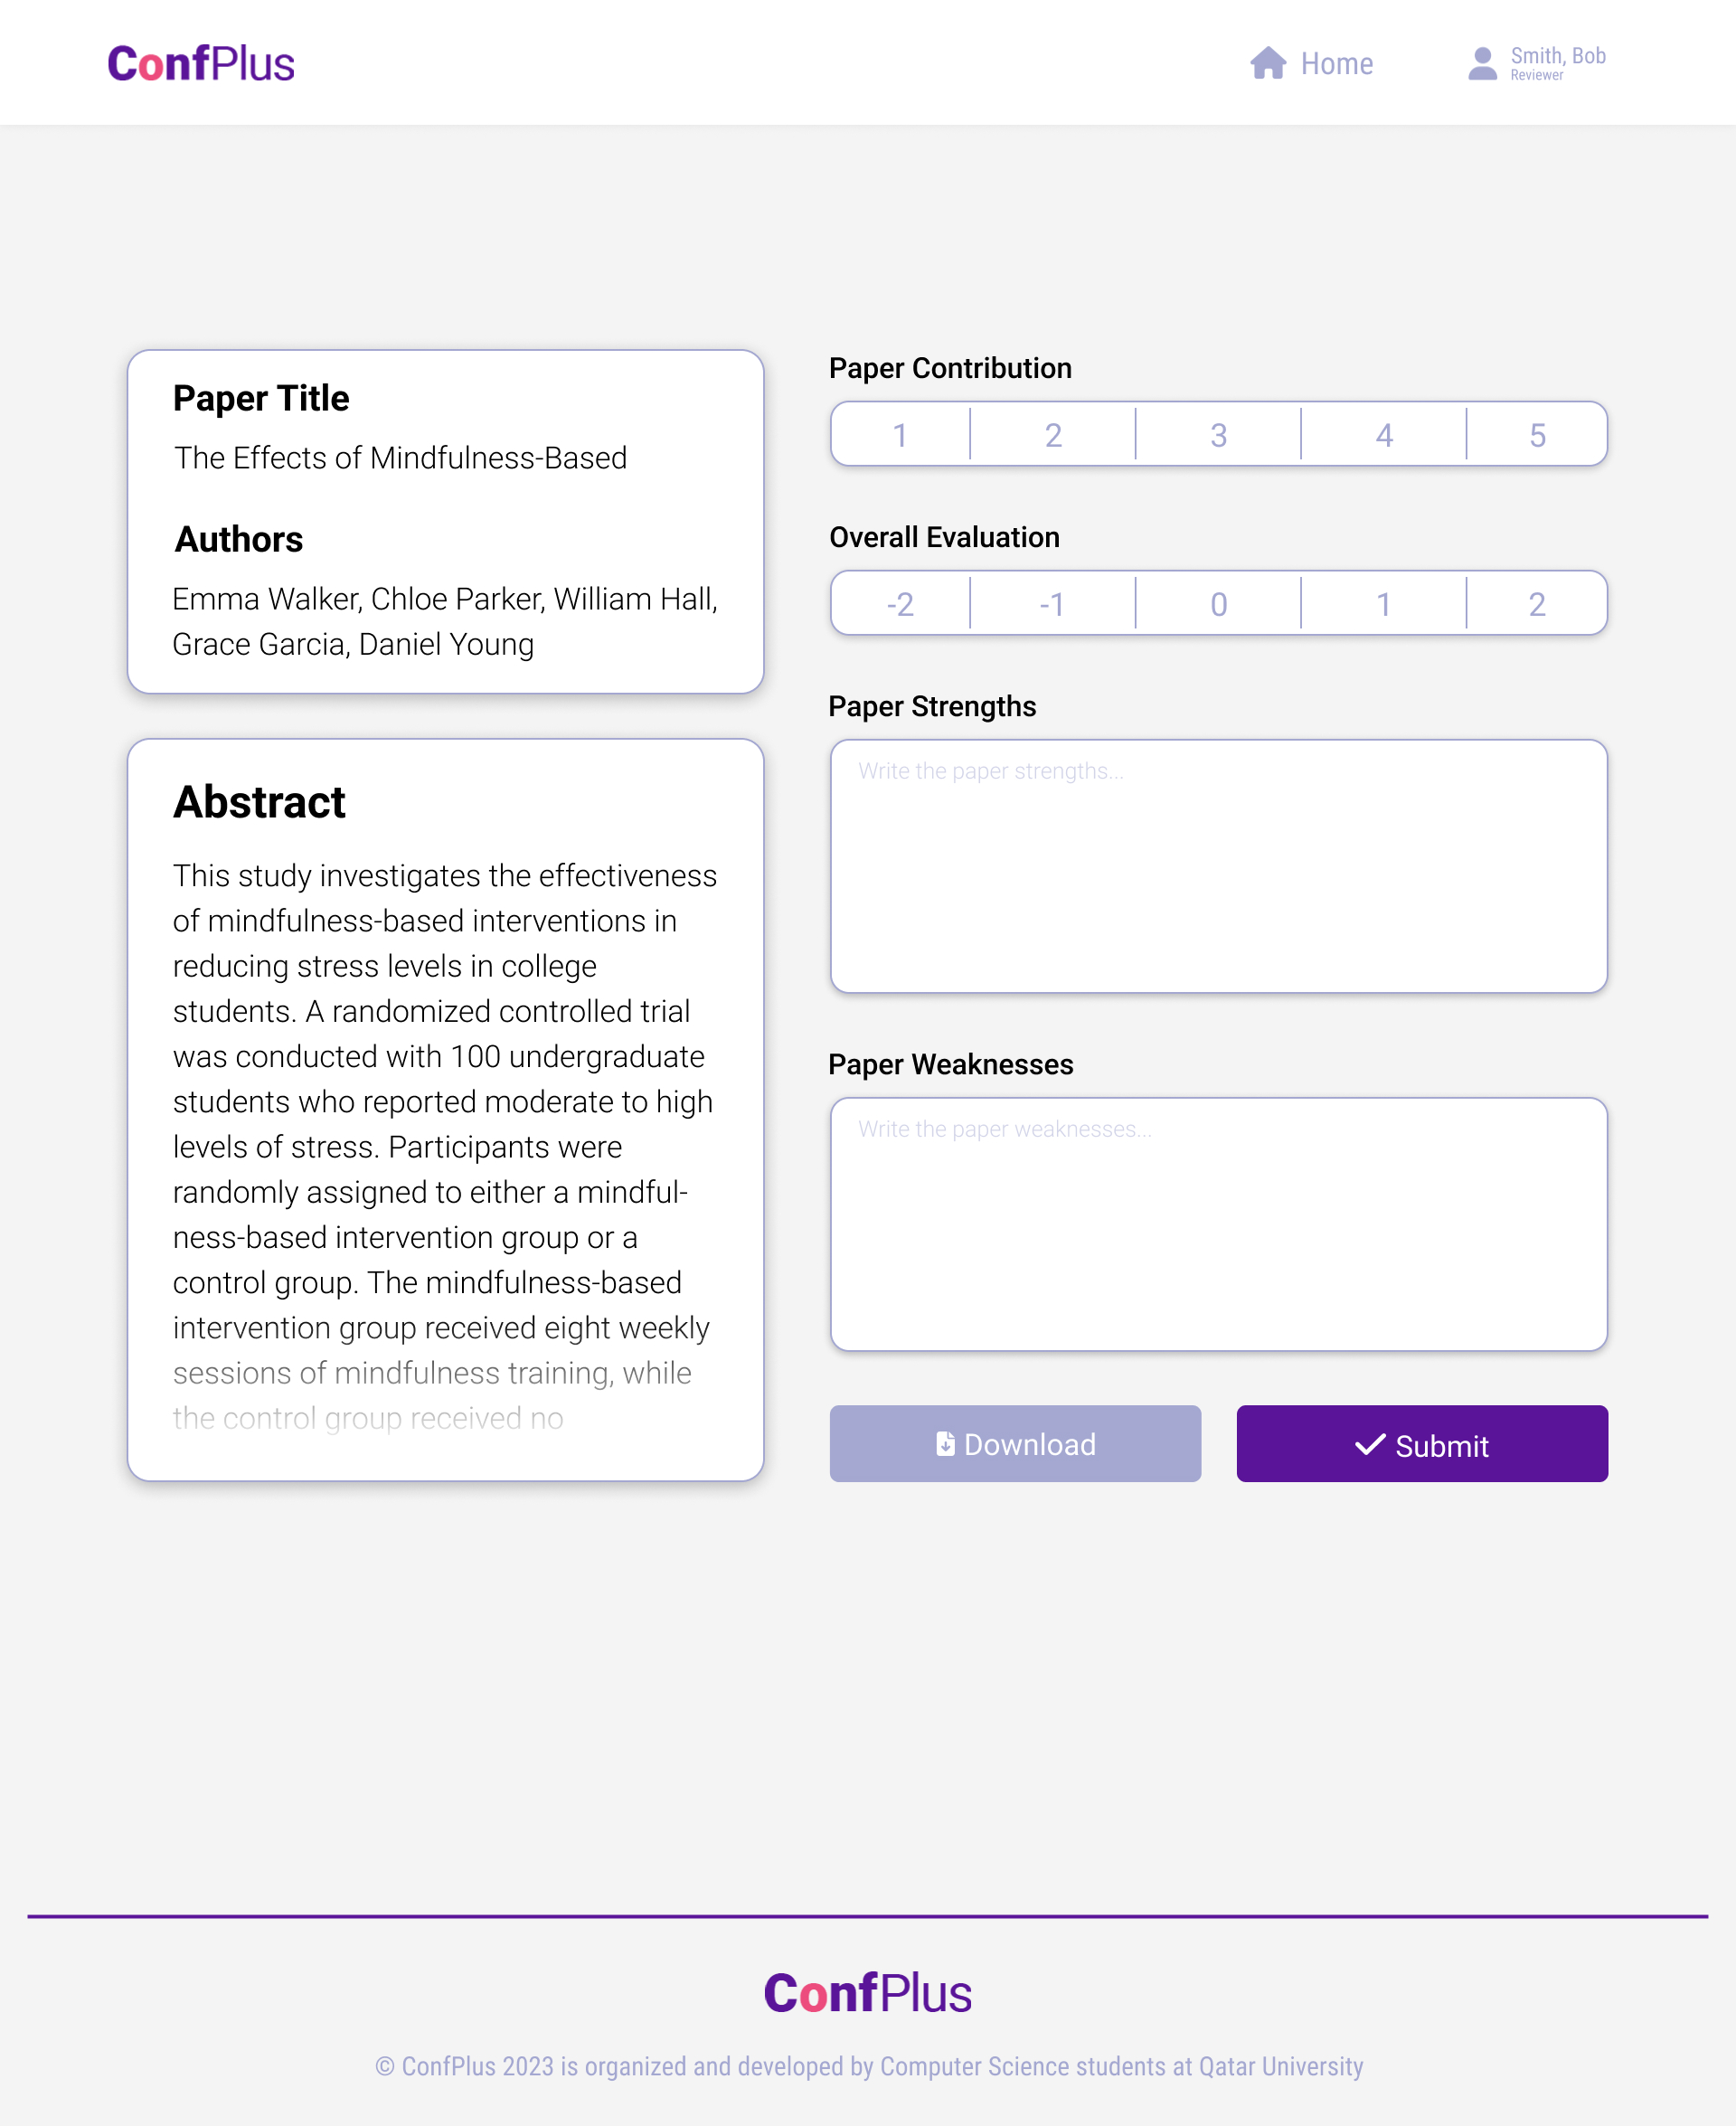 ConfPlus
Home
Smith, Bob
Reviewer
Paper Title
The Effects of Mindfulness-Based
Authors
Emma Walker, Chloe Parker, William Hall,
Grace Garcia, Daniel Young
Abstract
This study investigates the effectiveness
of mindfulness-based interventions in
reducing stress levels in college
students. A randomized controlled trial
was conducted with 100 undergraduate
students who reported moderate to high
levels of stress. Participants were
randomly assigned to either a mindful-
ness-based intervention group or a
control group. The mindfulness-based
intervention group received eight weekly
sessions of mindfulness training, while
the control group received no
Paper Contribution
1 2 3 4 5
Overall Evaluation
-2 -1 0 1 2
Paper Strengths
Write the paper strengths...
Paper Weaknesses
Write the paper weaknesses...
Download
Submit
ConfPlus
© ConfPlus 2023 is organized and developed by Computer Science students at Qatar University